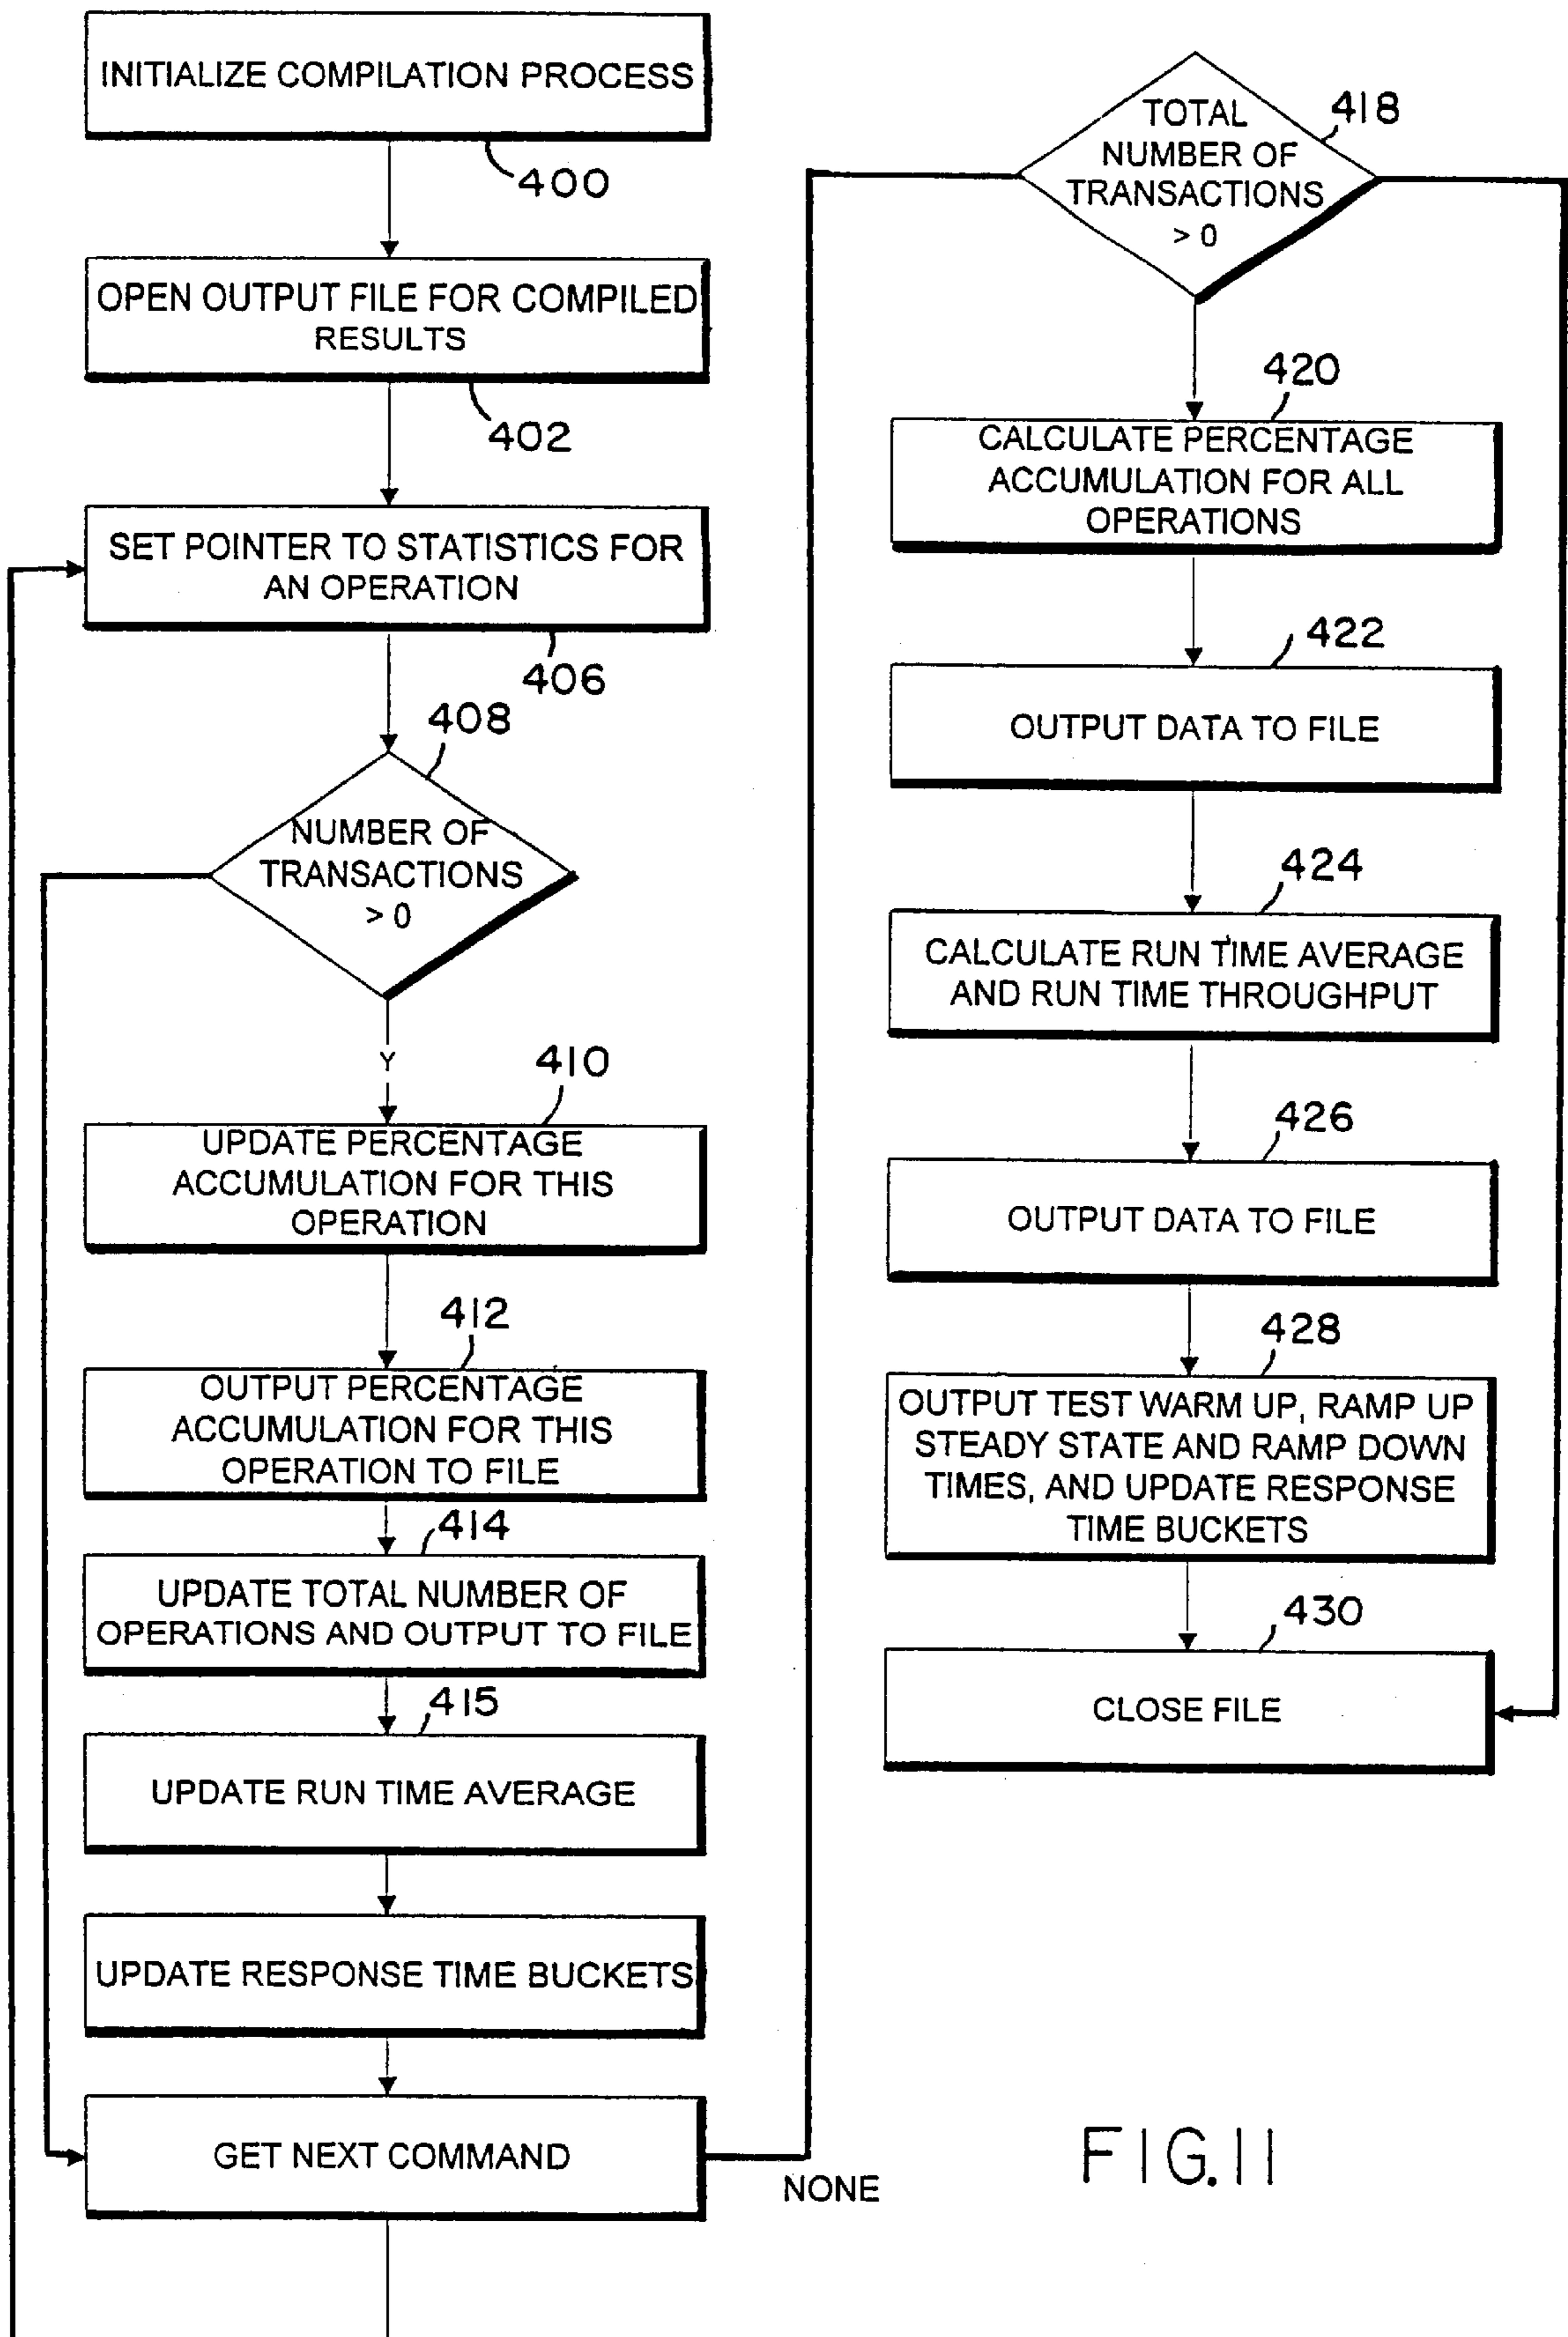 INITIALIZE COMPILATION PROCESS
400
OPEN OUTPUT FILE FOR COMPILED
RESULTS
402
SET POINTER TO STATISTICS FOR
AN OPERATION
406
408
NUMBER OF
TRANSACTIONS
> 0
Y
410
UPDATE PERCENTAGE
ACCUMULATION FOR THIS
OPERATION
412
OUTPUT PERCENTAGE
ACCUMULATION FOR THIS
OPERATION TO FILE
414
UPDATE TOTAL NUMBER OF
OPERATIONS AND OUTPUT TO FILE
415
UPDATE RUN TIME AVERAGE
UPDATE RESPONSE TIME BUCKETS
GET NEXT COMMAND
NONE
418
TOTAL
NUMBER OF
TRANSACTIONS
> 0
420
CALCULATE PERCENTAGE
ACCUMULATION FOR ALL
OPERATIONS
422
OUTPUT DATA TO FILE
424
CALCULATE RUN TIME AVERAGE
AND RUN TIME THROUGHPUT
426
OUTPUT DATA TO FILE
428
OUTPUT TEST WARM UP, RAMP UP
STEADY STATE AND RAMP DOWN
TIMES, AND UPDATE RESPONSE
TIME BUCKETS
430
CLOSE FILE
FIG.11